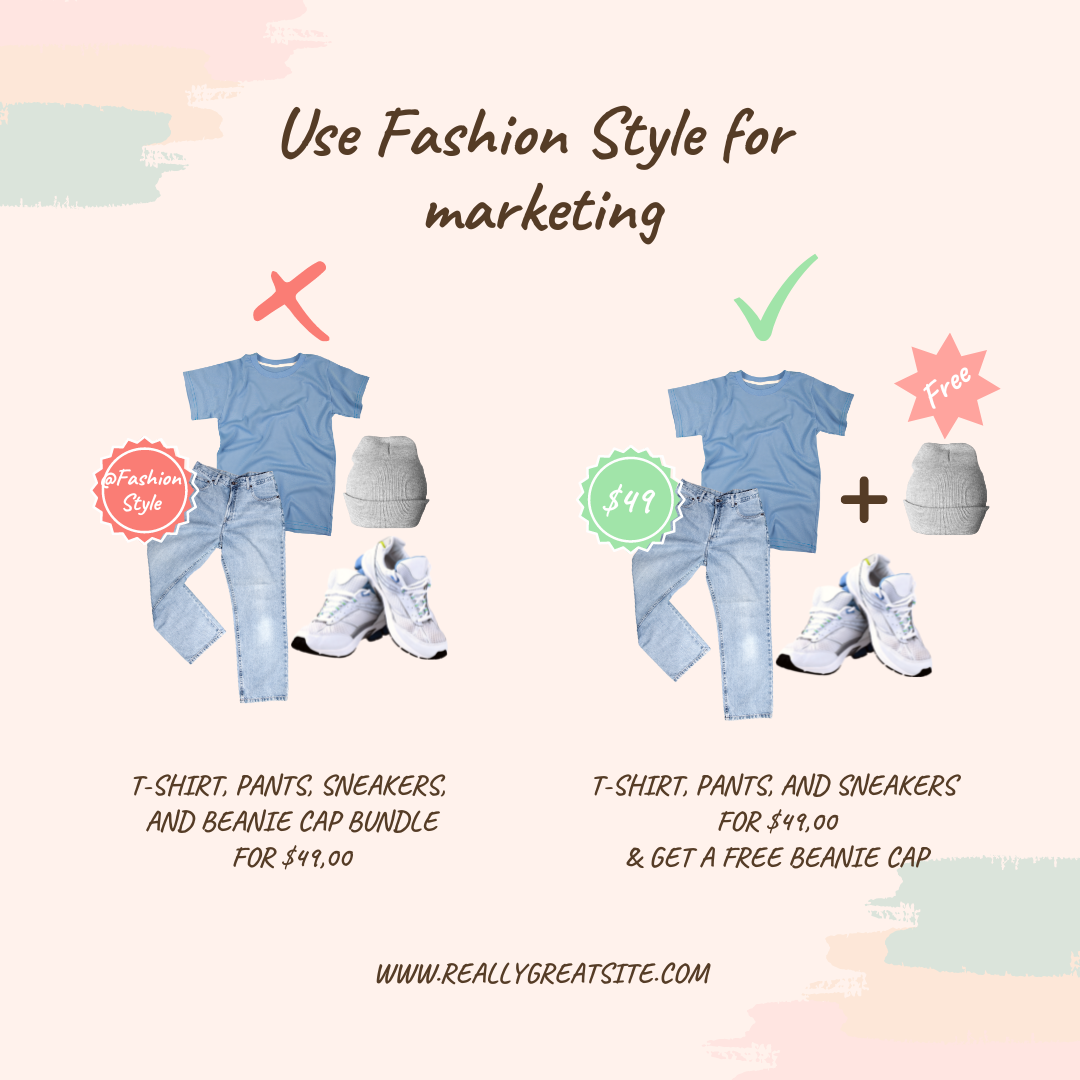 Use Fashion Style for
marketing
@Fashion
Style
$49
Free
T-SHIRT, PANTS, SNEAKERS,
AND BEANIE CAP BUNDLE
FOR $49,00
T-SHIRT, PANTS, AND SNEAKERS
FOR $49,00
& GET A FREE BEANIE CAP
WWW.REALLYGREATSITE.COM